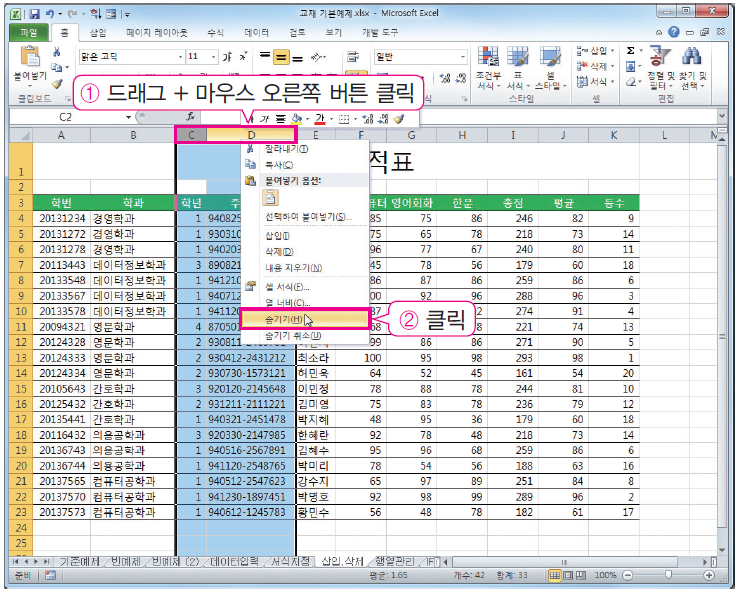 교재 기본예제.xlsx - Microsoft Excel
파일 홈 삽입 페이지 레이아웃 수식 데이터 검토 보기 개발 도구
붙여넣기 맑은 고딕 11 가 일반 조건부 서식 표 서식 셀 스타일 삽입 삭제 서식 정렬 및 필터 찾기 및 선택
클립보드 스타일 셀 편집
① 드래그 + 마우스 오른쪽 버튼 클릭
C2 fx
A B C D E F G H I J K L
1 적표
2
3 학번 학과 학년 영어회화 한문 총점 평균 등수
4 20131234 경영학과 1 85 75 86 246 82 9
5 20131272 경영학과 1 75 65 78 218 73 14
6 20131278 경영학과 1 96 77 67 240 80 11
7 20113443 데이터정보학과 3 45 78 56 179 60 18
8 20133548 데이터정보학과 1 86 87 86 259 86 6
9 20133567 데이터정보학과 1 92 96 288 96 3
10 20133578 데이터정보학과 1 274 91 4
11 20094321 영문학과 4 221 74 13
12 20124328 영문학과 2 99 86 86 271 90 5
13 20124333 영문학과 2 930412-2431212 최소라 100 95 98 293 98 1
14 20124334 영문학과 2 930730-1573121 허민욱 64 52 45 161 54 20
15 20105643 간호학과 3 920120-2145648 이민정 78 88 78 244 81 10
16 20125432 간호학과 2 931211-2111221 김미영 75 83 78 236 79 12
17 20135441 간호학과 1 940321-2451478 박지혜 48 95 36 179 60 18
18 20116432 의용공학과 3 920330-2147985 한혜란 92 78 48 218 73 14
19 20136743 의용공학과 1 940516-2567891 김혜수 95 96 68 259 86 6
20 20136744 의용공학과 1 941120-2548765 박미리 78 54 56 188 63 16
21 20137565 컴퓨터공학과 1 940512-2547623 강수지 65 97 89 251 84 8
22 20137570 컴퓨터공학과 1 941230-1897451 박명호 92 98 99 289 96 2
23 20137573 컴퓨터공학과 1 940612-1245783 황민수 56 48 78 182 61 17
24
25
잘라내기(T)
복사(C)
붙여넣기 옵션:
선택하여 붙여넣기(S)...
삽입(I)
삭제(D)
내용 지우기(N)
셀 서식(F)...
열 너비(C)...
숨기기(H)
숨기기 취소(U)
② 클릭
기준예제 빈예제 빈예제 (2) 데이터입력 서식지정 삽입,삭제 행열관리 IF
준비 평균: 1.65 개수: 42 합계: 33 100%